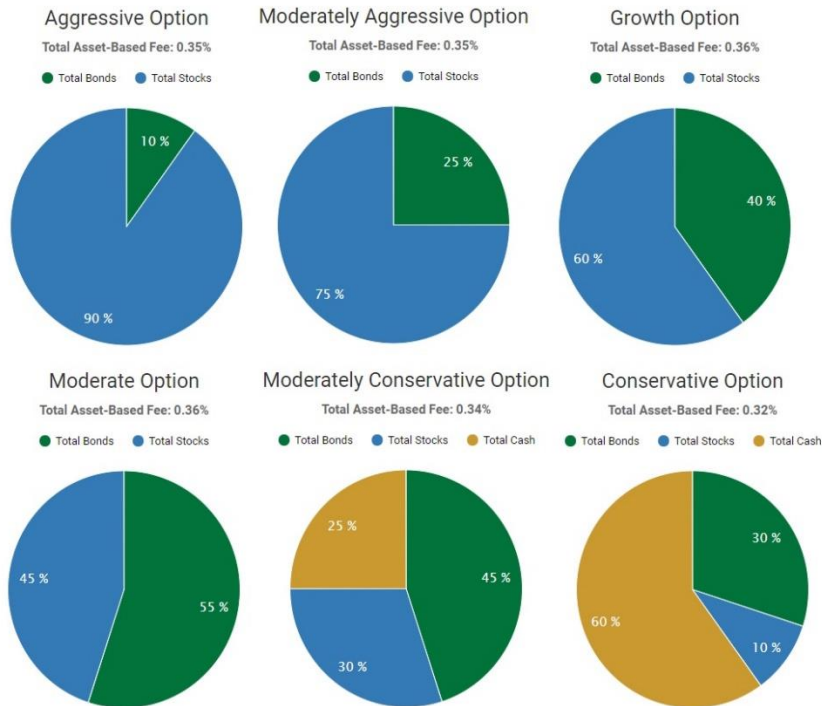 Aggressive Option
Total Asset-Based Fee: 0.35%
Total Bonds Total Stocks
10 %
90 %
Moderately Aggressive Option
Total Asset-Based Fee: 0.35%
Total Bonds Total Stocks
25 %
75 %
Growth Option
Total Asset-Based Fee: 0.36%
Total Bonds Total Stocks
40 %
60 %
Moderate Option
Total Asset-Based Fee: 0.36%
Total Bonds Total Stocks
45 %
55 %
Moderately Conservative Option
Total Asset-Based Fee: 0.34%
Total Bonds Total Stocks Total Cash
25 %
45 %
30 %
Conservative Option
Total Asset-Based Fee: 0.32%
Total Bonds Total Stocks Total Cash
30 %
60 %
10 %